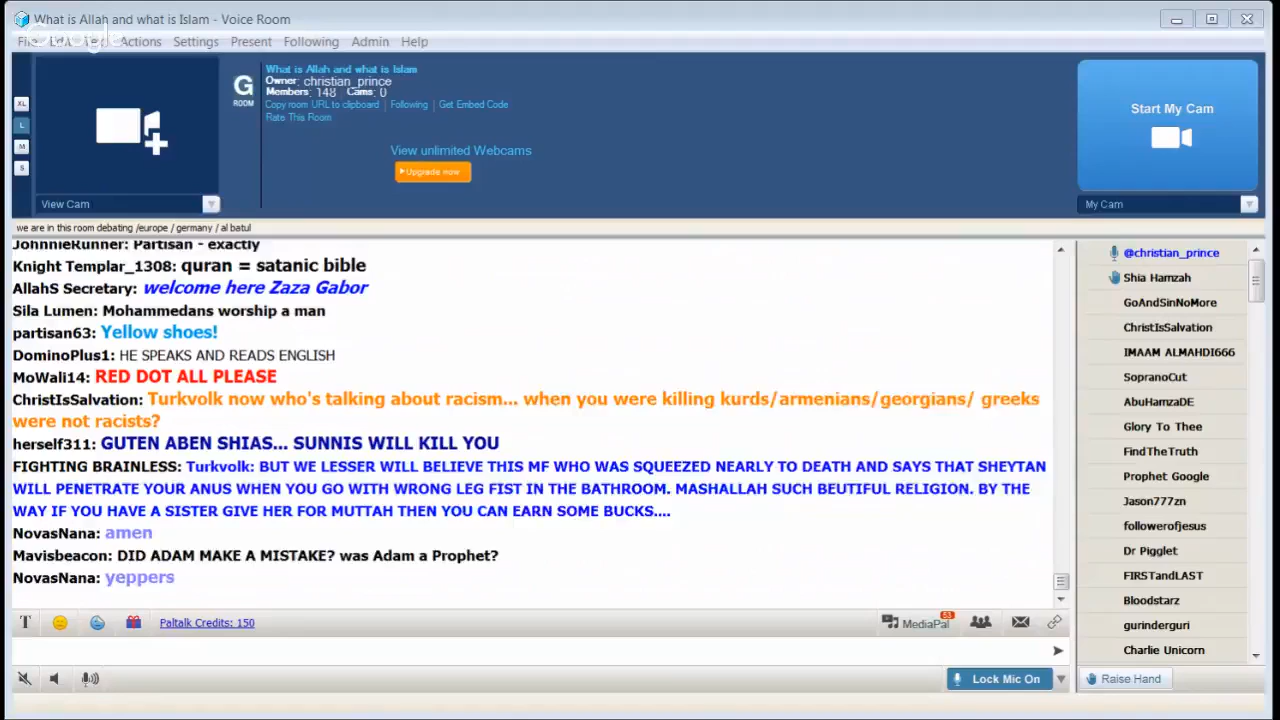 What is Allah and what is Islam - Voice Room
Google
File Edit View Actions Settings Present Following Admin Help
XL
L
M
S
View Cam
G
ROOM
What is Allah and what is Islam
Owner: christian_prince
Members: 148 Cams: 0
Copy room URL to clipboard | Following | Get Embed Code
Rate This Room
View unlimited Webcams
Upgrade now
Start My Cam
My Cam
we are in this room debating /europe / germany / al batul
JohnnieRunner: Partisan - exactly
Knight Templar_1308: quran = satanic bible
AllahS Secretary: welcome here Zaza Gabor
Sila Lumen: Mohammedans worship a man
partisan63: Yellow shoes!
DominoPlus1: HE SPEAKS AND READS ENGLISH
MoWali14: RED DOT ALL PLEASE
ChristIsSalvation: Turkvolk now who's talking about racism... when you were killing kurds/armenians/georgians/ greeks
were not racists?
herself311: GUTEN ABEN SHIAS... SUNNIS WILL KILL YOU
FIGHTING BRAINLESS: Turkvolk: BUT WE LESSER WILL BELIEVE THIS MF WHO WAS SQUEEZED NEARLY TO DEATH AND SAYS THAT SHEYTAN
WILL PENETRATE YOUR ANUS WHEN YOU GO WITH WRONG LEG FIST IN THE BATHROOM. MASHALLAH SUCH BEUTIFUL RELIGION. BY THE
WAY IF YOU HAVE A SISTER GIVE HER FOR MUTTAH THEN YOU CAN EARN SOME BUCKS....
NovasNana: amen
Mavisbeacon: DID ADAM MAKE A MISTAKE? was Adam a Prophet?
NovasNana: yeppers
@christian_prince
Shia Hamzah
GoAndSinNoMore
ChristIsSalvation
IMAAM ALMAHDI666
SopranoCut
AbuHamzaDE
Glory To Thee
FindTheTruth
Prophet Google
Jason777zn
followerofjesus
Dr Pigglet
FIRSTandLAST
Bloodstarz
gurinderguri
Charlie Unicorn
T
Paltalk Credits: 150
MediaPal
53
Lock Mic On
Raise Hand